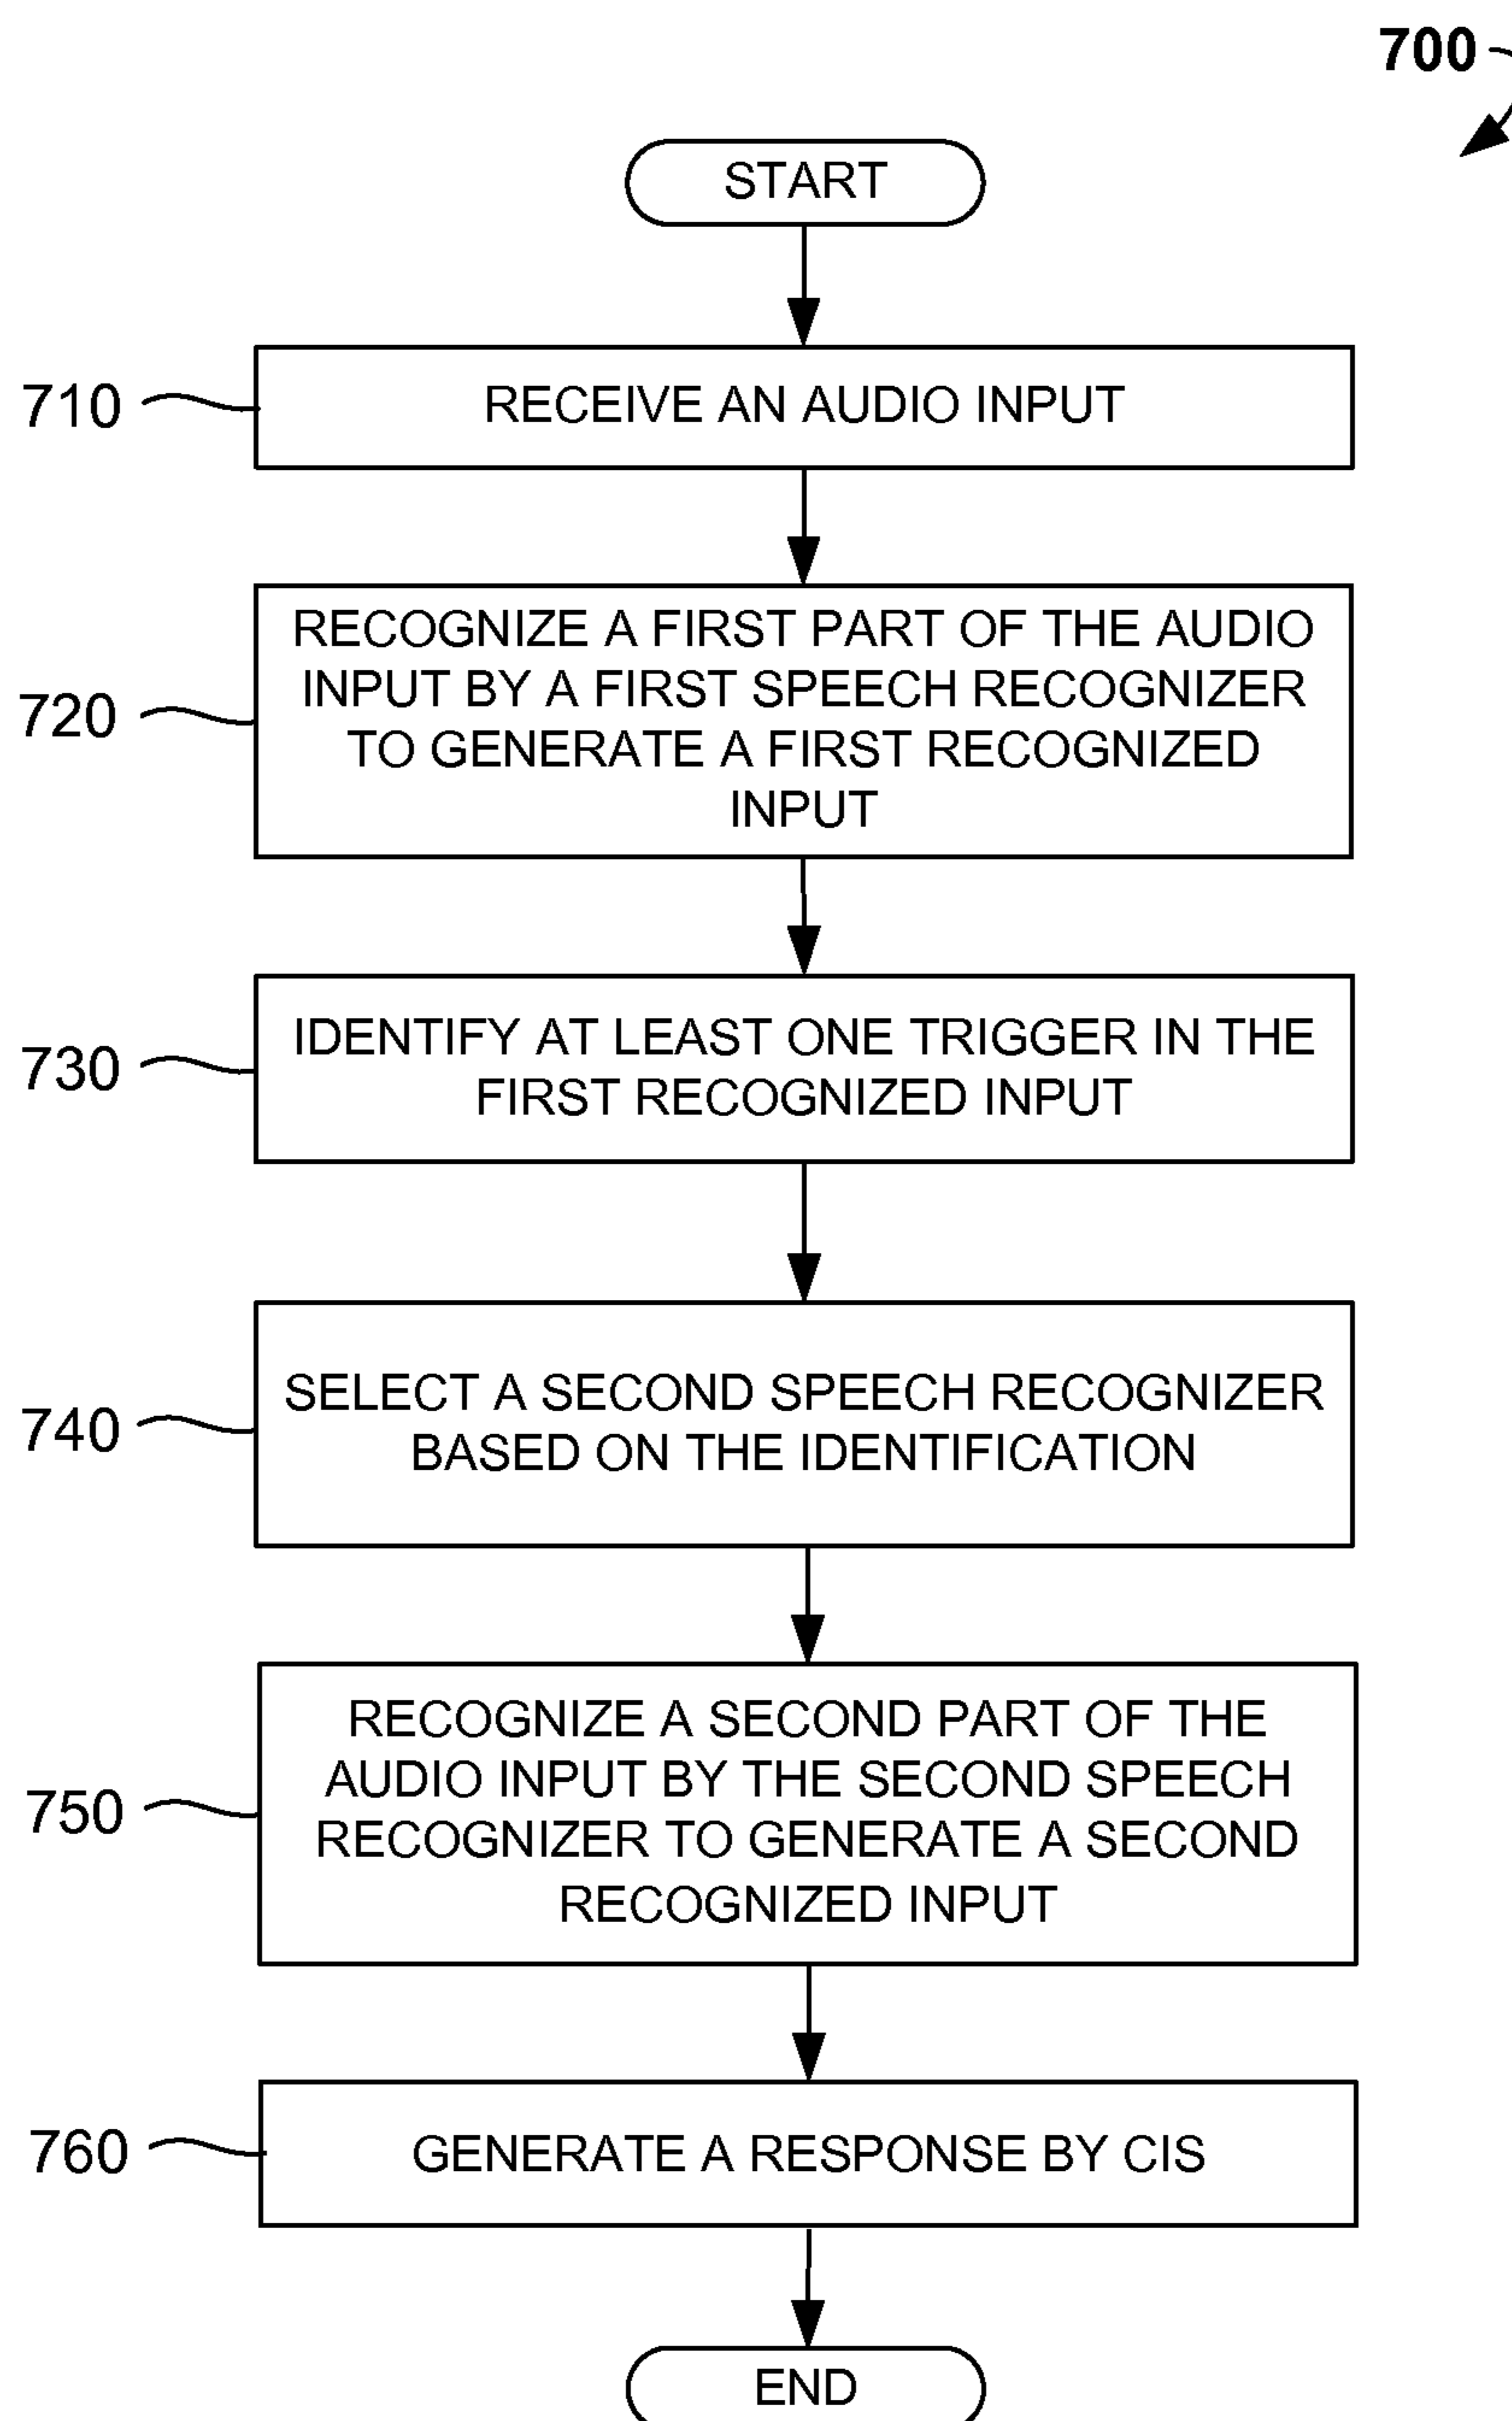 700
START
710
RECEIVE AN AUDIO INPUT
720
RECOGNIZE A FIRST PART OF THE AUDIO
INPUT BY A FIRST SPEECH RECOGNIZER
TO GENERATE A FIRST RECOGNIZED
INPUT
730
IDENTIFY AT LEAST ONE TRIGGER IN THE
FIRST RECOGNIZED INPUT
740
SELECT A SECOND SPEECH RECOGNIZER
BASED ON THE IDENTIFICATION
750
RECOGNIZE A SECOND PART OF THE
AUDIO INPUT BY THE SECOND SPEECH
RECOGNIZER TO GENERATE A SECOND
RECOGNIZED INPUT
760
GENERATE A RESPONSE BY CIS
END